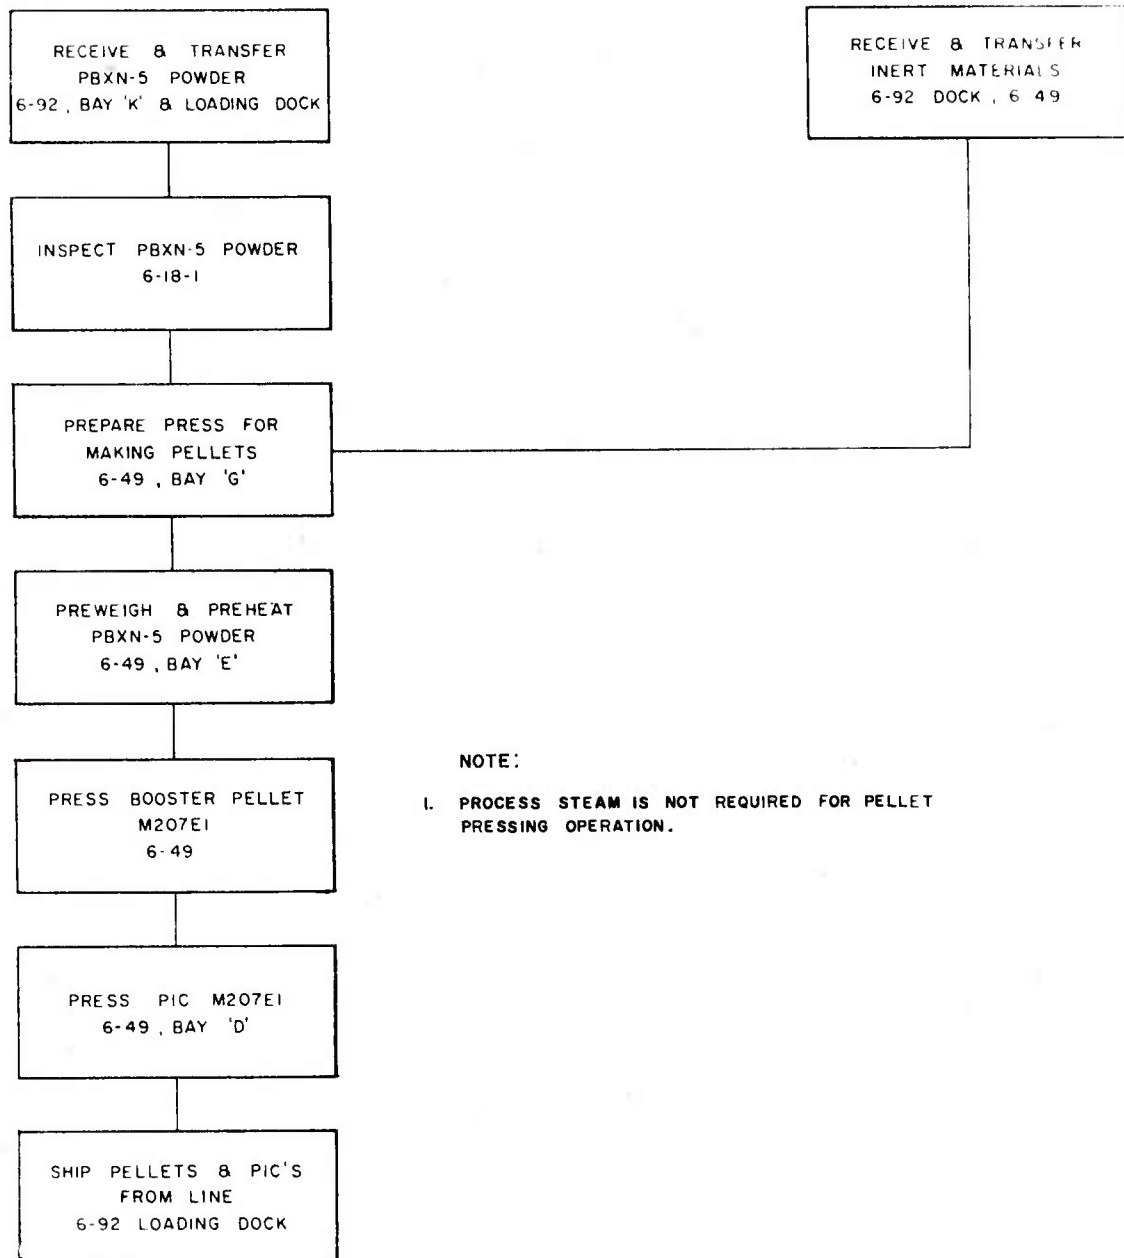 RECEIVE & TRANSFER
PBXN-5 POWDER
6-92, BAY 'K' & LOADING DOCK
RECEIVE & TRANSFER
INERT MATERIALS
6-92 DOCK, 6 49
INSPECT PBXN-5 POWDER
6-18-1
PREPARE PRESS FOR
MAKING PELLETS
6-49, BAY 'G'
PREWEIGH & PREHEAT
PBXN-5 POWDER
6-49, BAY 'E'
PRESS BOOSTER PELLET
M207E1
6-49
NOTE:
1. PROCESS STEAM IS NOT REQUIRED FOR PELLET
PRESSING OPERATION.
PRESS PIC M207E1
6-49, BAY 'D'
SHIP PELLETS & PIC'S
FROM LINE
6-92 LOADING DOCK